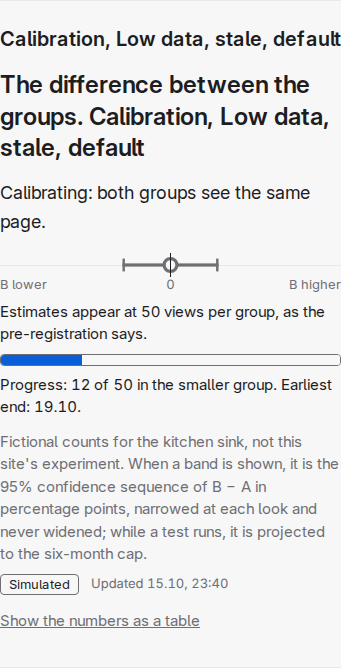 Calibration, Low data, stale, default
The difference between the
groups. Calibration, Low data,
stale, default
Calibrating: both groups see the same
page.
B lower 0 B higher
Estimates appear at 50 views per group, as the
pre-registration says.
Progress: 12 of 50 in the smaller group. Earliest
end: 19.10.
Fictional counts for the kitchen sink, not this
site's experiment. When a band is shown, it is the
95% confidence sequence of B − A in
percentage points, narrowed at each look and
never widened; while a test runs, it is projected
to the six-month cap.
Simulated Updated 15.10, 23:40
Show the numbers as a table